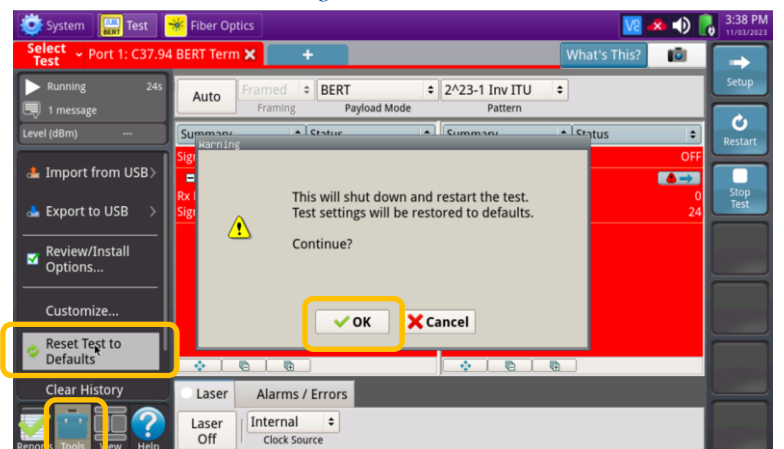 System
BERT
Test
Fiber Optics
3:38 PM
11/03/2023
Select Test
Port 1: C37.94 BERT Term
+
What's This?
Running 24s
1 message
Level (dBm) ---
Auto
Framed
Framing
BERT
Payload Mode
2^23-1 Inv ITU
Pattern
Setup
Restart
Stop Test
Summary
Status
Summary
Status
OFF
Rx
0
24
Import from USB >
Export to USB >
Review/Install
Options...
Customize...
Reset Test to
Defaults
Clear History
Warning
This will shut down and restart the test.
Test settings will be restored to defaults.
Continue?
OK
Cancel
Laser
Alarms / Errors
Laser
Off
Internal
Clock Source
Reports
Tools
View
Help